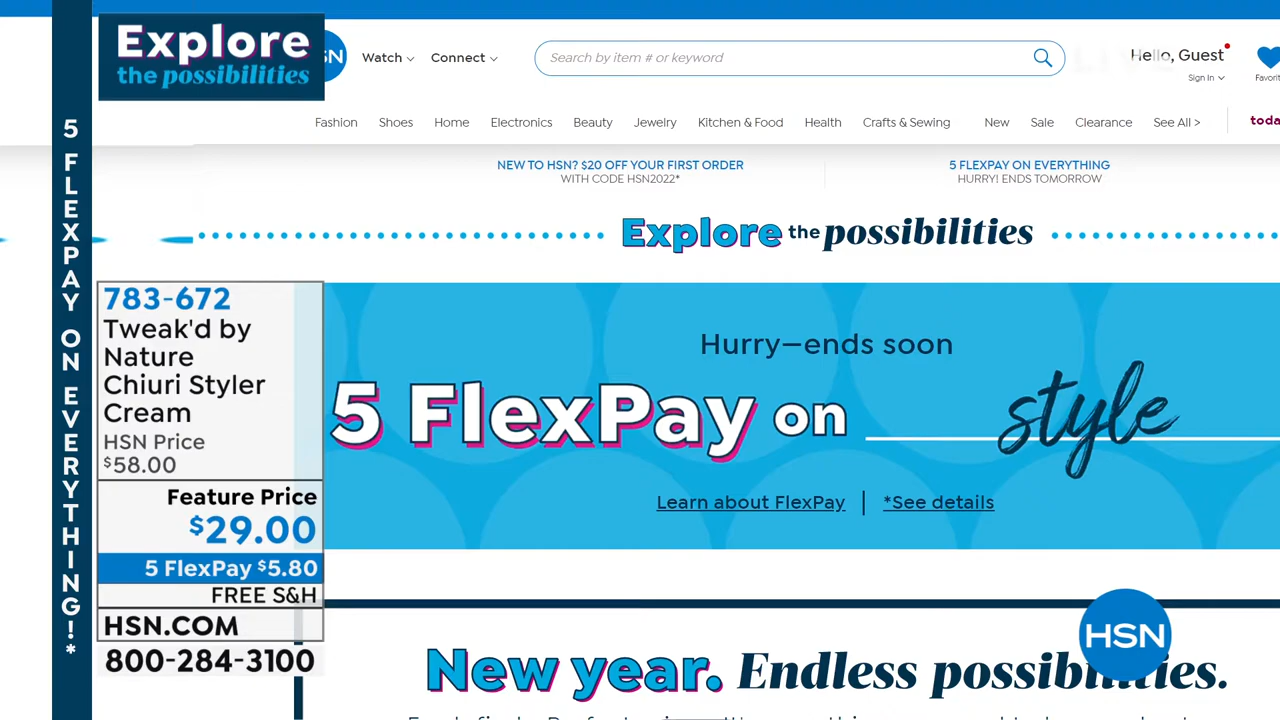 Explore
the possibilities
5 FLEXPAY ON EVERYTHING!*
Watch
Connect
Search by item # or keyword
Hello, Guest
Sign In
Fashion
Shoes
Home
Electronics
Beauty
Jewelry
Kitchen & Food
Health
Crafts & Sewing
New
Sale
Clearance
See All >
NEW TO HSN? $20 OFF YOUR FIRST ORDER
WITH CODE HSN2022*
5 FLEXPAY ON EVERYTHING
HURRY! ENDS TOMORROW
Explore the possibilities
783-672
Tweak'd by
Nature
Chiuri Styler
Cream
HSN Price
$58.00
Feature Price
$29.00
5 FlexPay $5.80
FREE S&H
HSN.COM
800-284-3100
Hurry—ends soon
5 FlexPay on style
Learn about FlexPay | *See details
HSN
New year. Endless possibilities.